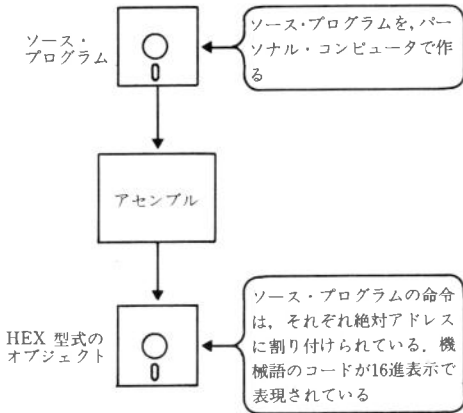 ソース・
プログラム
ソース・プログラムを，パー
ソナル・コンピュータで作
る
アセンブル
HEX 型式の
オブジェクト
ソース・プログラムの命令
は，それぞれ絶対アドレス
に割り付けられている．機
械語のコードが16進表示で
表現されている